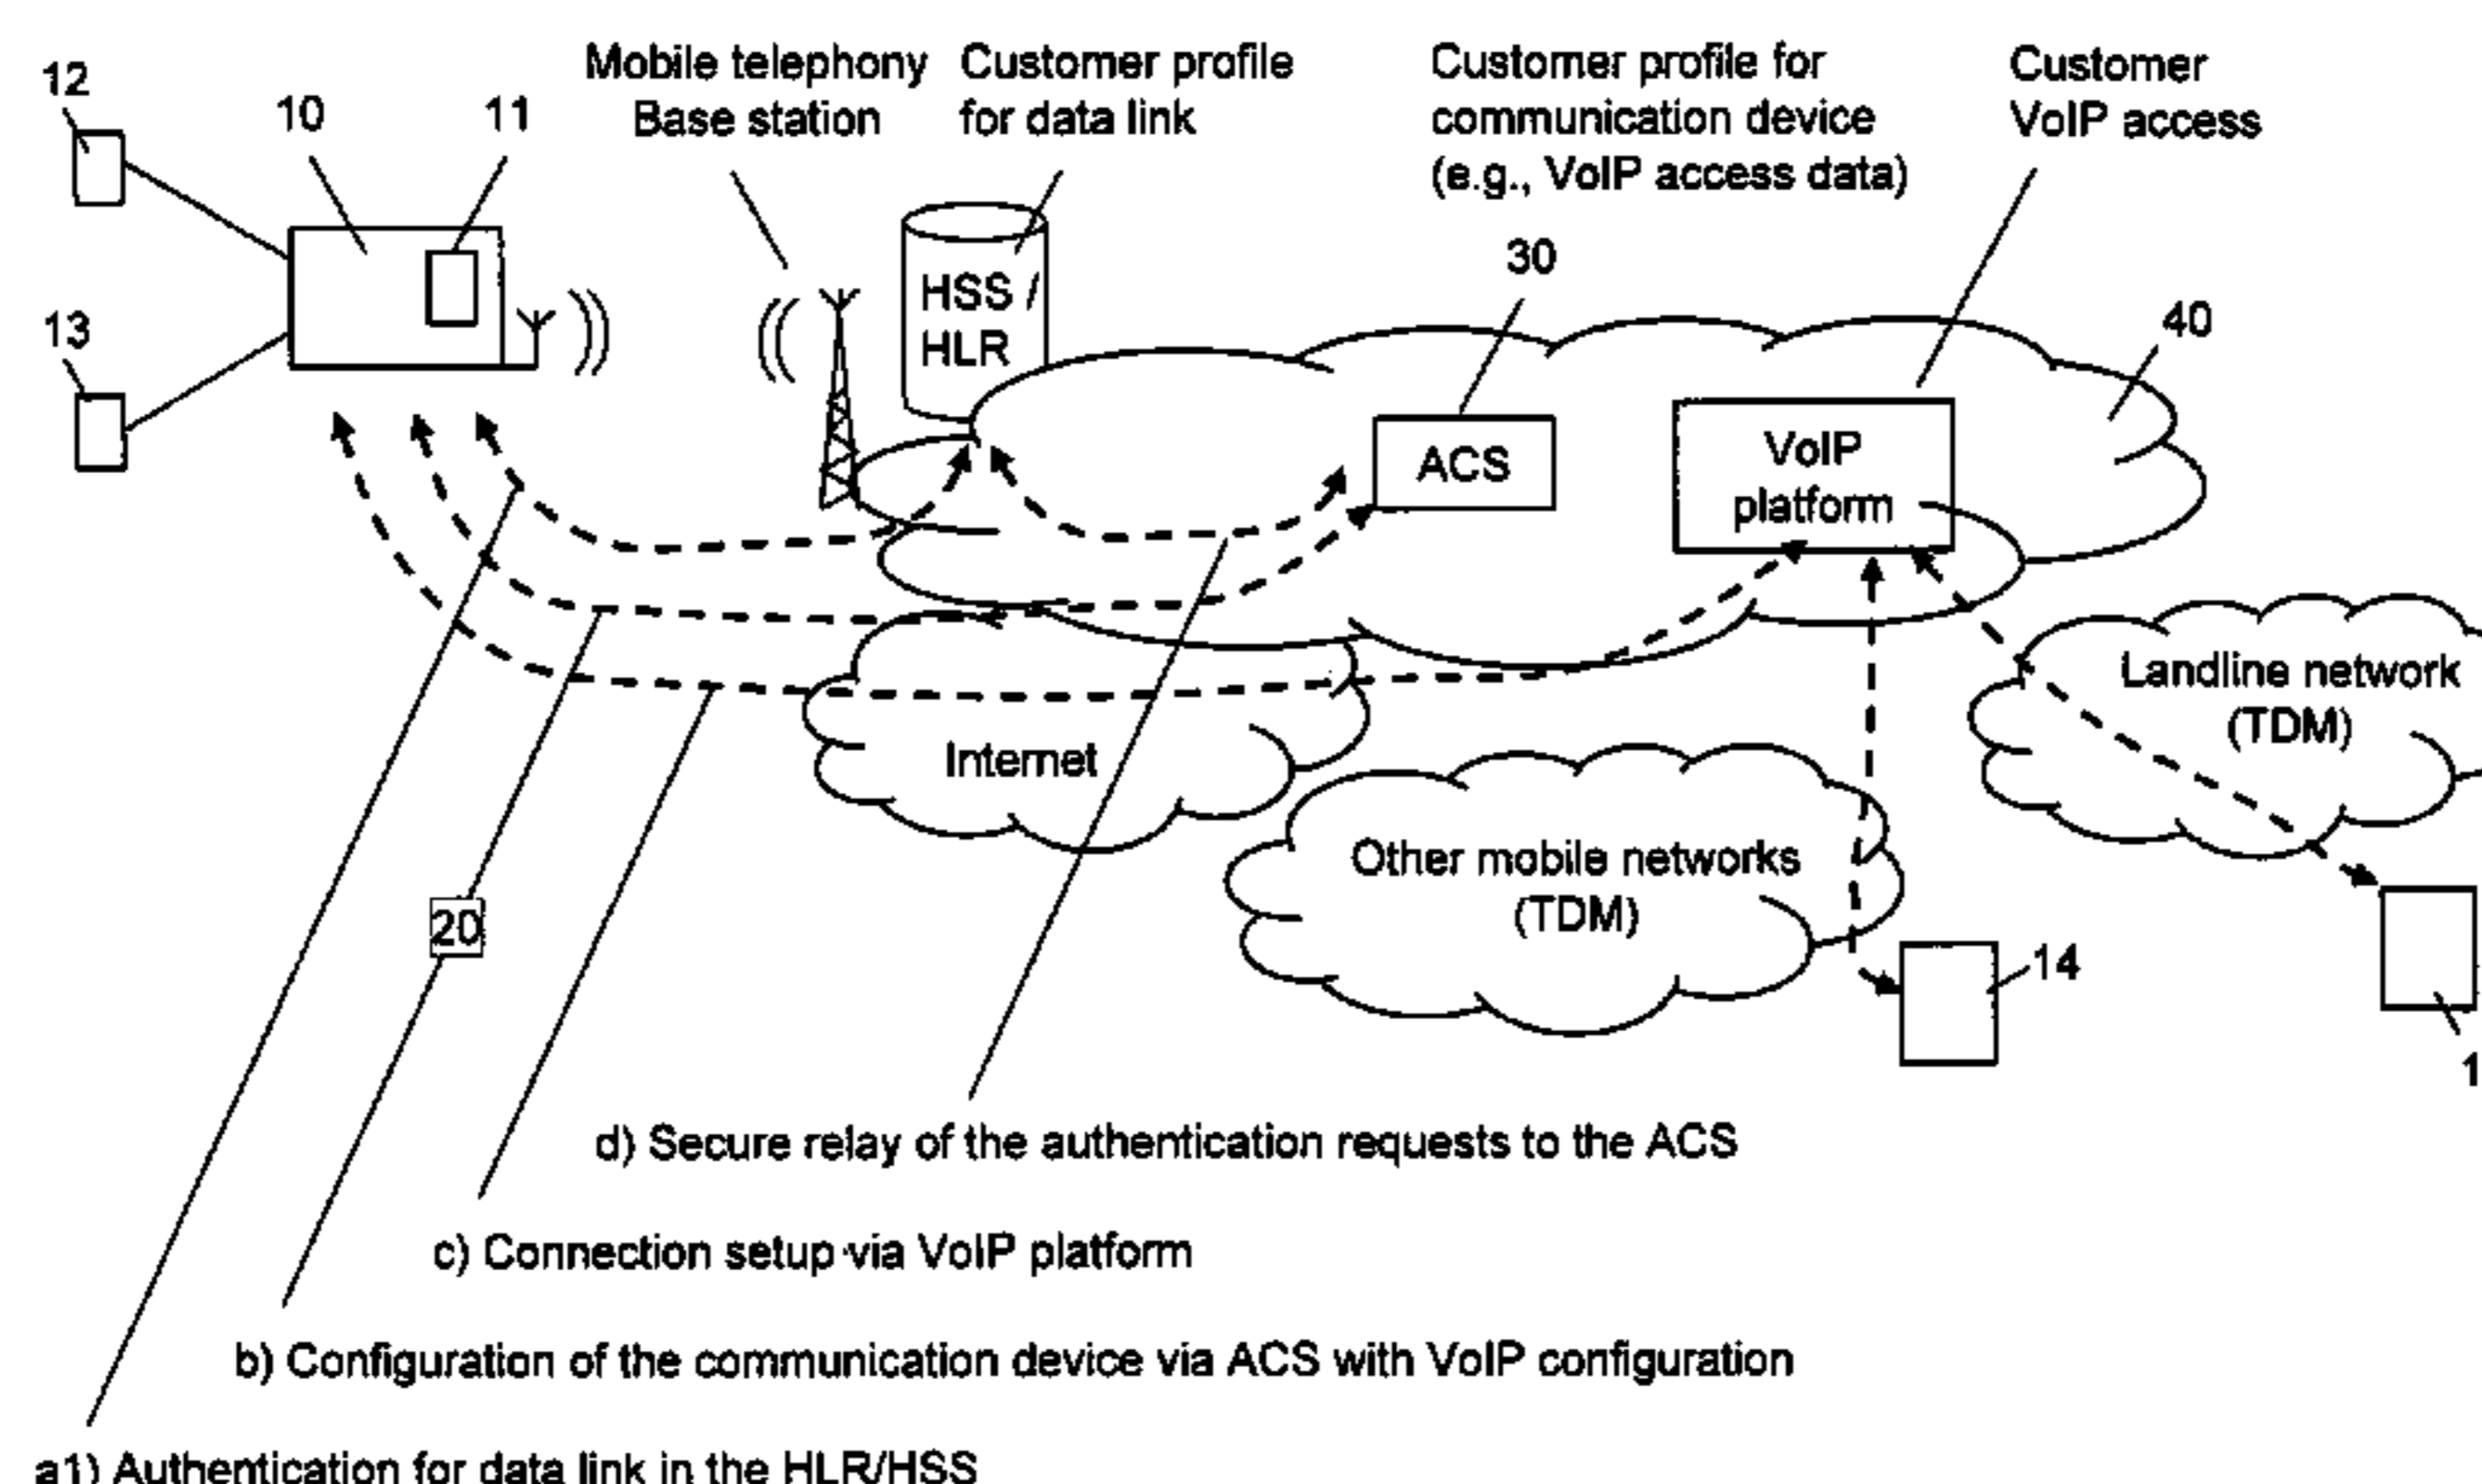 12
10
11
Mobile telephony
Base station
Customer profile
for data link
Customer profile for
communication device
(e.g., VoIP access data)
Customer
VoIP access
13
HSS /
HLR
30
40
ACS
VoIP
platform
Landline network
(TDM)
Internet
Other mobile networks
(TDM)
20
14
1
d) Secure relay of the authentication requests to the ACS
c) Connection setup via VoIP platform
b) Configuration of the communication device via ACS with VoIP configuration
a1) Authentication for data link in the HLR/HSS